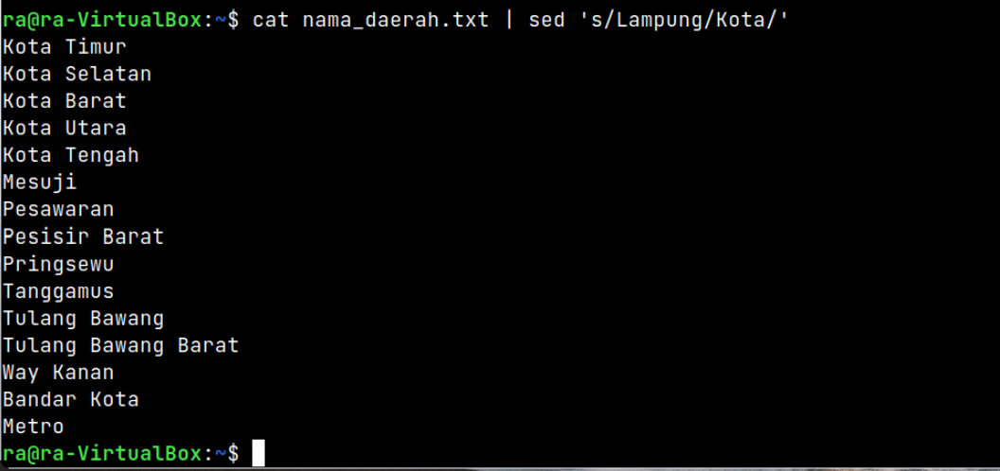 ra@ra-VirtualBox:~$ cat nama_daerah.txt | sed 's/Lampung/Kota/'
Kota Timur
Kota Selatan
Kota Barat
Kota Utara
Kota Tengah
Mesuji
Pesawaran
Pesisir Barat
Pringsewu
Tanggamus
Tulang Bawang
Tulang Bawang Barat
Way Kanan
Bandar Kota
Metro
ra@ra-VirtualBox:~$